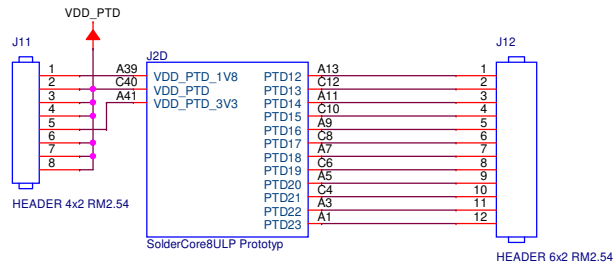 VDD_PTD
J11
J2D
J12
1 A39 VDD_PTD_1V8 PTD12 A13 1
2 C40 VDD_PTD PTD13 C12 2
3 A41 VDD_PTD_3V3 PTD14 A11 3
4 PTD15 C10 4
5 PTD16 A9 5
6 PTD17 C8 6
7 PTD18 A7 7
8 PTD19 C6 8
PTD20 A5 9
PTD21 C4 10
PTD22 A3 11
PTD23 A1 12
HEADER 4x2 RM2.54
SolderCore8ULP Prototyp
HEADER 6x2 RM2.54